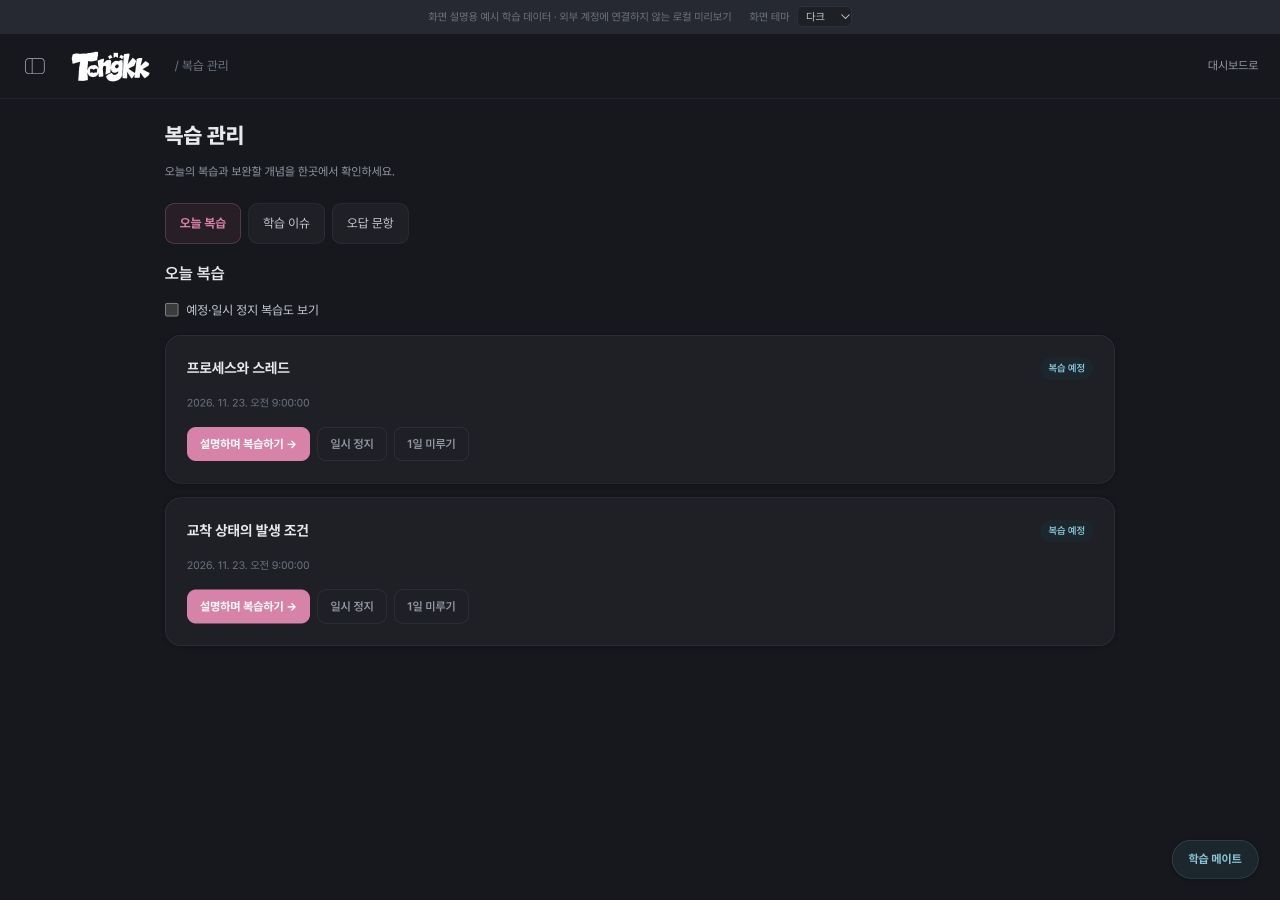 화면 설명용 예시 학습 데이터 · 외부 계정에 연결하지 않는 로컬 미리보기 화면 테마 다크
Tongkk / 복습 관리 대시보드로
복습 관리
오늘의 복습과 보완할 개념을 한곳에서 확인하세요.
오늘 복습 학습 이슈 오답 문항
오늘 복습
예정·일시 정지 복습도 보기
프로세스와 스레드 복습 예정
2026. 11. 23. 오전 9:00:00
설명하며 복습하기 → 일시 정지 1일 미루기
교착 상태의 발생 조건 복습 예정
2026. 11. 23. 오전 9:00:00
설명하며 복습하기 → 일시 정지 1일 미루기
학습 메이트